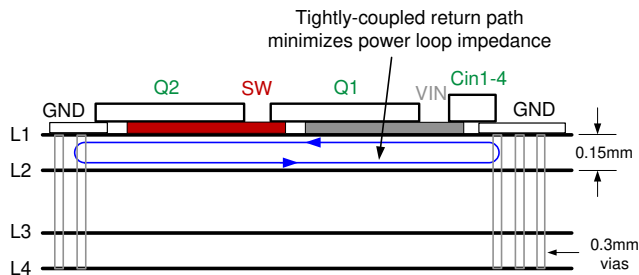 Tightly-coupled return path
minimizes power loop impedance
Q2
SW
Q1
VIN
Cin1-4
GND
GND
L1
0.15mm
L2
L3
0.3mm
vias
L4